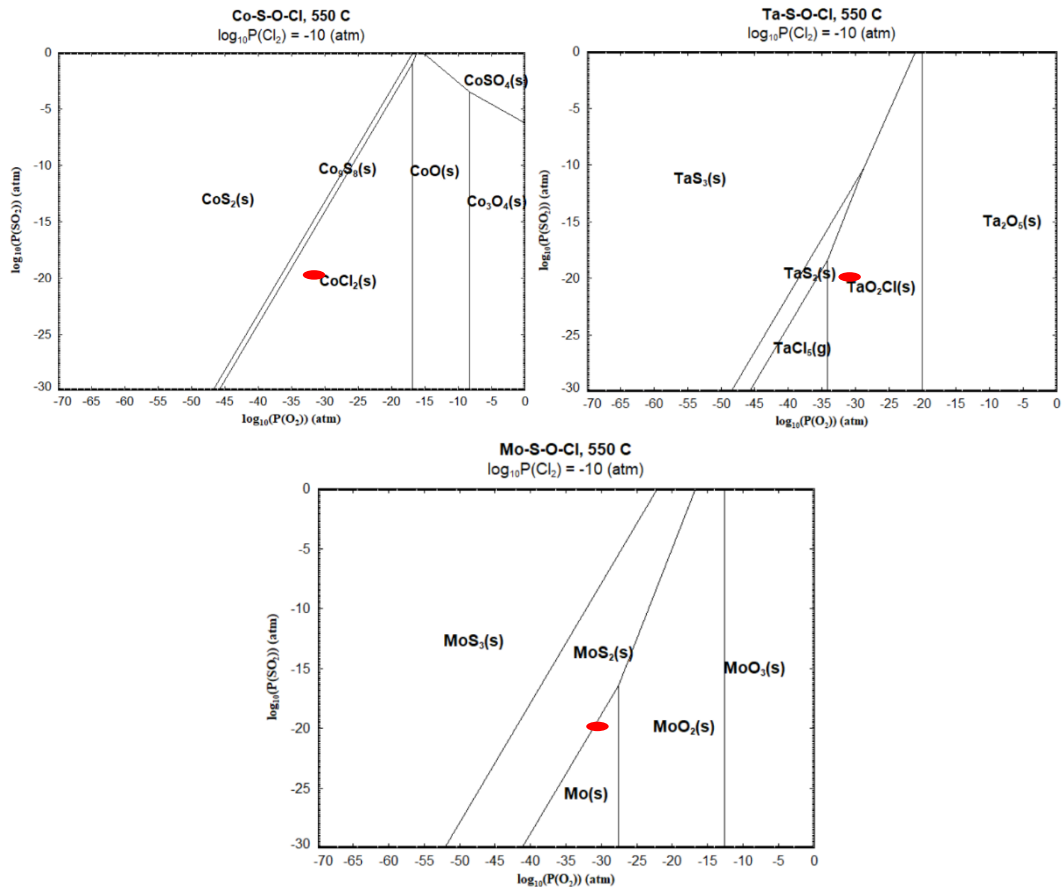 Co-S-O-Cl, 550 C
log₁₀P(Cl₂) = -10 (atm)
0
-5
-10
-15
-20
-25
-30
log₁₀(P(SO₂)) (atm)
CoSO₄(s)
Co₉S₈(s)
CoO(s)
CoS₂(s)
Co₃O₄(s)
CoCl₂(s)
-70 -65 -60 -55 -50 -45 -40 -35 -30 -25 -20 -15 -10 -5 0
log₁₀(P(O₂)) (atm)
Ta-S-O-Cl, 550 C
log₁₀P(Cl₂) = -10 (atm)
0
-5
-10
-15
-20
-25
-30
log₁₀(P(SO₂)) (atm)
TaS₃(s)
Ta₂O₅(s)
TaS₂(s)
TaO₂Cl(s)
TaCl₅(g)
-70 -65 -60 -55 -50 -45 -40 -35 -30 -25 -20 -15 -10 -5 0
log₁₀(P(O₂)) (atm)
Mo-S-O-Cl, 550 C
log₁₀P(Cl₂) = -10 (atm)
0
-5
-10
-15
-20
-25
-30
log₁₀(P(SO₂)) (atm)
MoS₃(s)
MoS₂(s)
MoO₃(s)
MoO₂(s)
Mo(s)
-70 -65 -60 -55 -50 -45 -40 -35 -30 -25 -20 -15 -10 -5 0
log₁₀(P(O₂)) (atm)